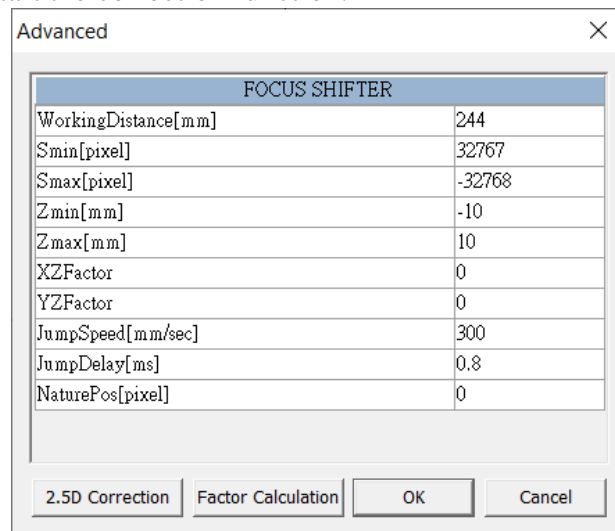 Advanced
FOCUS SHIFTER
WorkingDistance[mm] 244
Smin[pixel] 32767
Smax[pixel] -32768
Zmin[mm] -10
Zmax[mm] 10
XZFactor 0
YZFactor 0
JumpSpeed[mm/sec] 300
JumpDelay[ms] 0.8
NaturePos[pixel] 0
2.5D Correction Factor Calculation OK Cancel